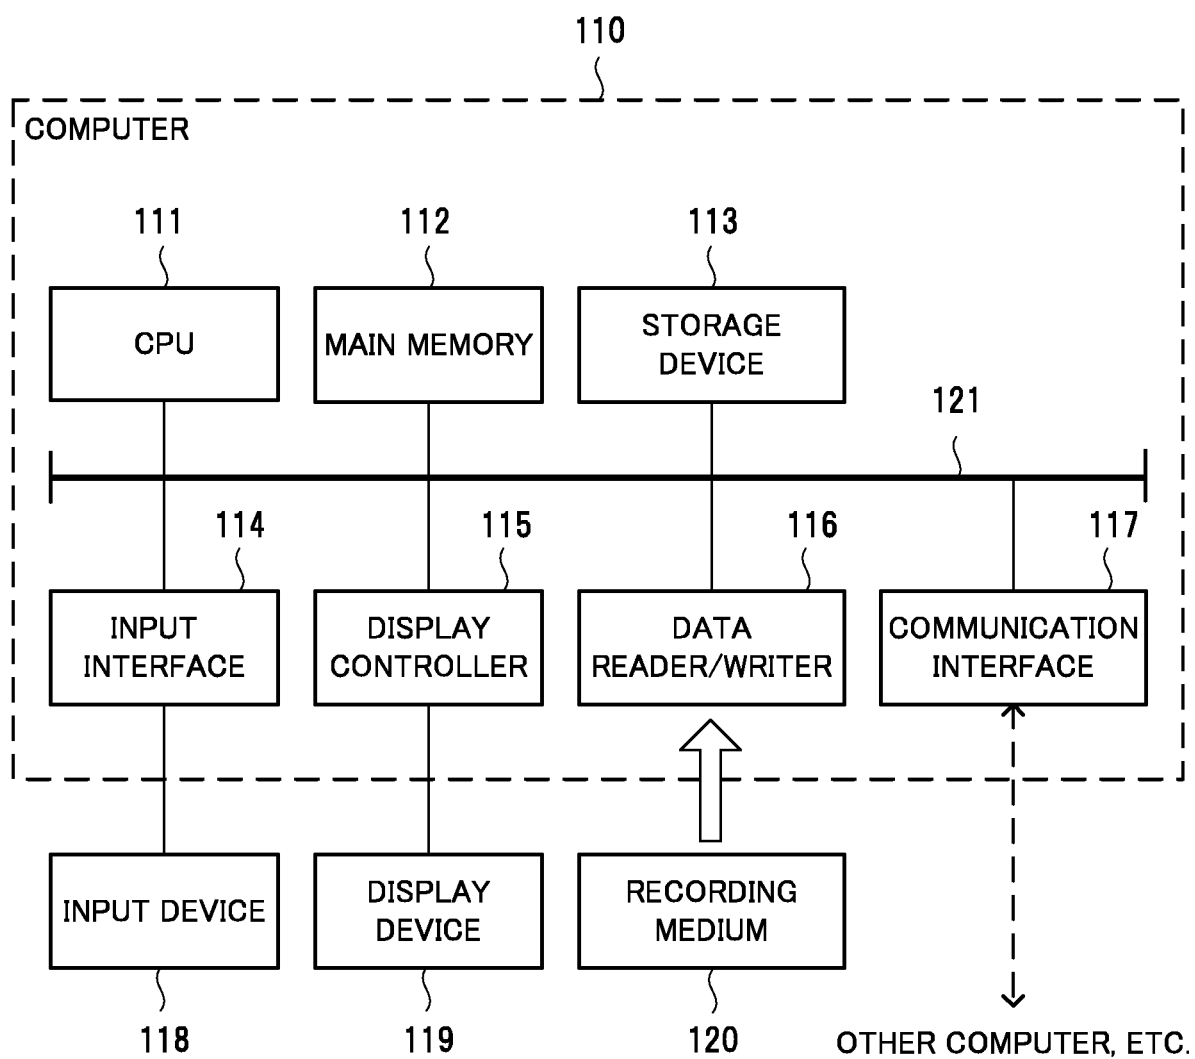 110
COMPUTER
111
112
113
CPU
MAIN MEMORY
STORAGE
DEVICE
121
114
115
116
117
INPUT
INTERFACE
DISPLAY
CONTROLLER
DATA
READER/WRITER
COMMUNICATION
INTERFACE
INPUT DEVICE
DISPLAY
DEVICE
RECORDING
MEDIUM
118
119
120
OTHER COMPUTER, ETC.